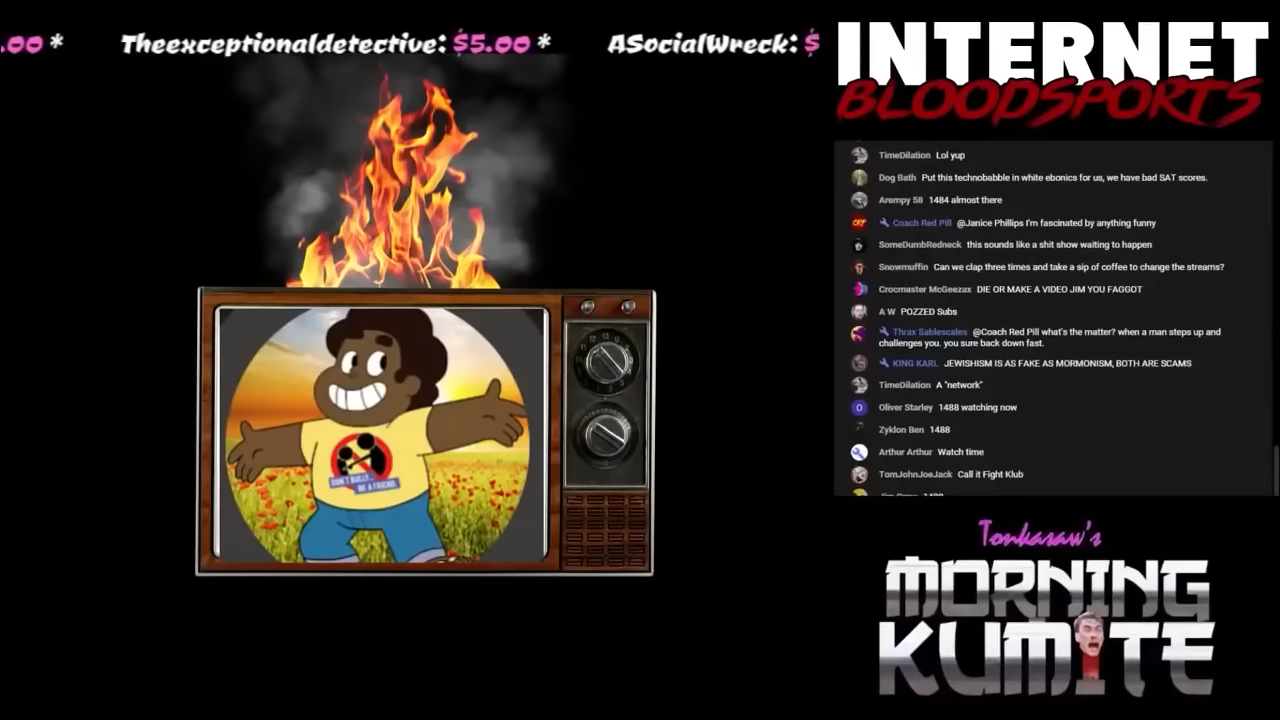 .00 * Theexceptionaldetective: $5.00 * ASocialWreck: $
INTERNET
BLOODSPORTS
TimeDilation Lol yup
Dog Bath Put this technobabble in white ebonics for us, we have bad SAT scores.
Arempy 58 1484 almost there
Coach Red Pill @Janice Phillips I'm fascinated by anything funny
SomeDumbRedneck this sounds like a shit show waiting to happen
Snowmuffin Can we clap three times and take a sip of coffee to change the streams?
Crocmaster McGeezax DIE OR MAKE A VIDEO JIM YOU FAGGOT
A W POZZED Subs
Thrax Sablescales @Coach Red Pill what's the matter? when a man steps up and
challenges you. you sure back down fast.
KING KARL JEWISHISM IS AS FAKE AS MORMONISM, BOTH ARE SCAMS
TimeDilation A "network"
O Oliver Starley 1488 watching now
Zyklon Ben 1488
Arthur Arthur Watch time
TomJohnJoeJack Call it Fight Klub
DON'T BULLY...
BE A FRIEND.
Tonkasaw's
MORNING
KUMITE